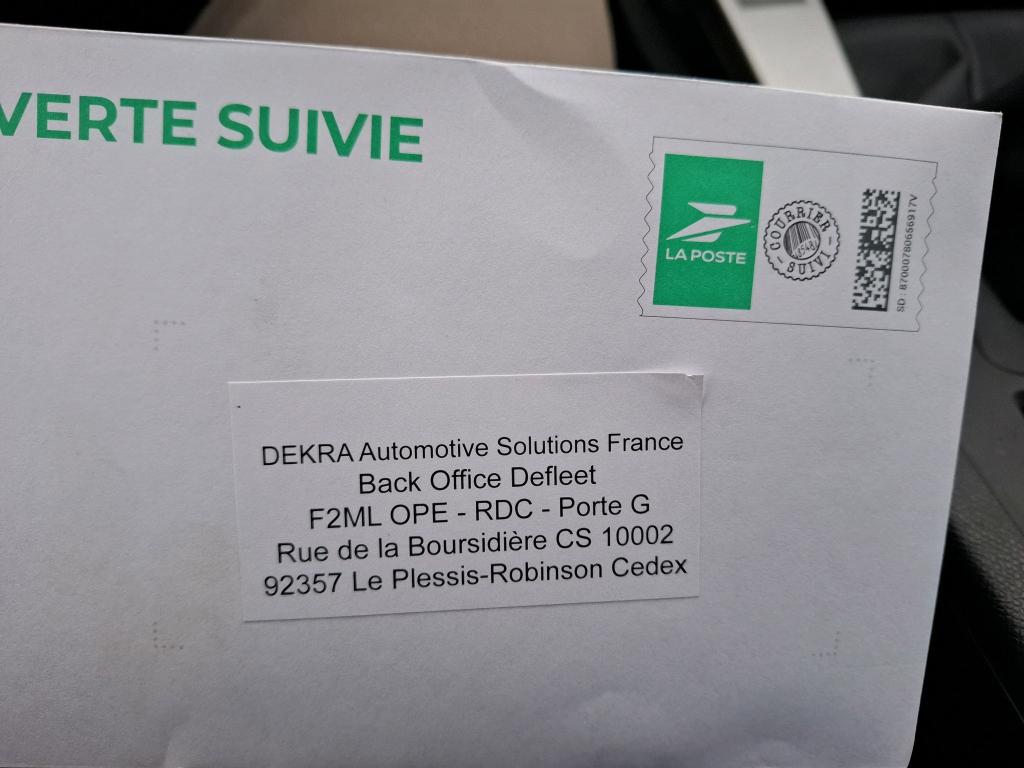 VERTE SUIVIE
LA POSTE
COURRIER
SUIVI
SD : 87000780656917V
DEKRA Automotive Solutions France
Back Office Defleet
F2ML OPE - RDC - Porte G
Rue de la Boursidière CS 10002
92357 Le Plessis-Robinson Cedex